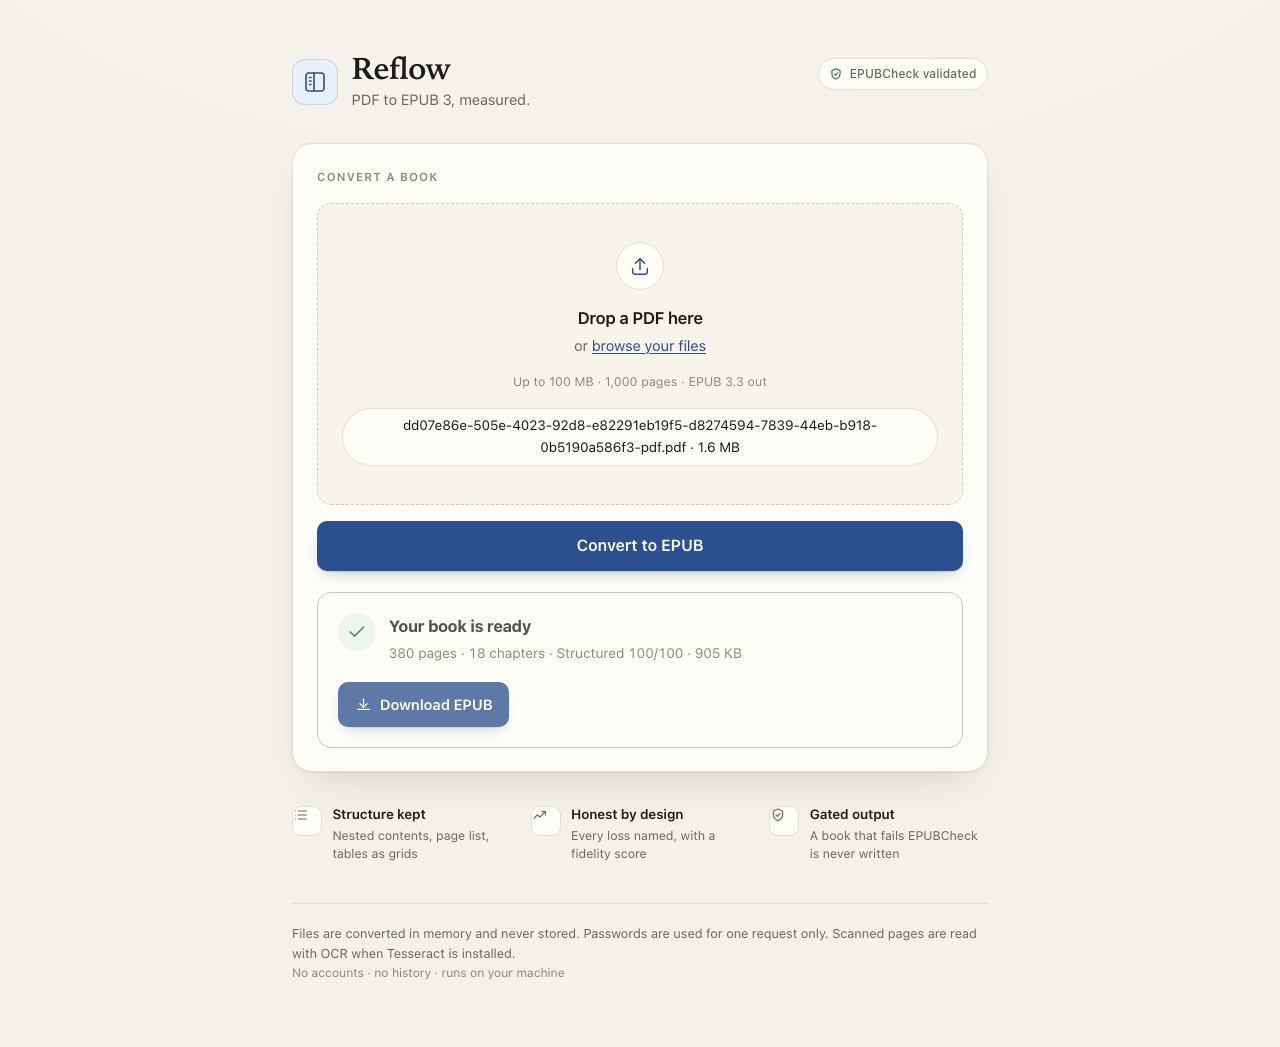 Reflow
PDF to EPUB 3, measured.
EPUBCheck validated
CONVERT A BOOK
Drop a PDF here
or browse your files
Up to 100 MB · 1,000 pages · EPUB 3.3 out
dd07e86e-505e-4023-92d8-e82291eb19f5-d8274594-7839-44eb-b918-
0b5190a586f3-pdf.pdf · 1.6 MB
Convert to EPUB
Your book is ready
380 pages · 18 chapters · Structured 100/100 · 905 KB
Download EPUB
Structure kept
Nested contents, page list,
tables as grids
Honest by design
Every loss named, with a
fidelity score
Gated output
A book that fails EPUBCheck
is never written
Files are converted in memory and never stored. Passwords are used for one request only. Scanned pages are read
with OCR when Tesseract is installed.
No accounts · no history · runs on your machine